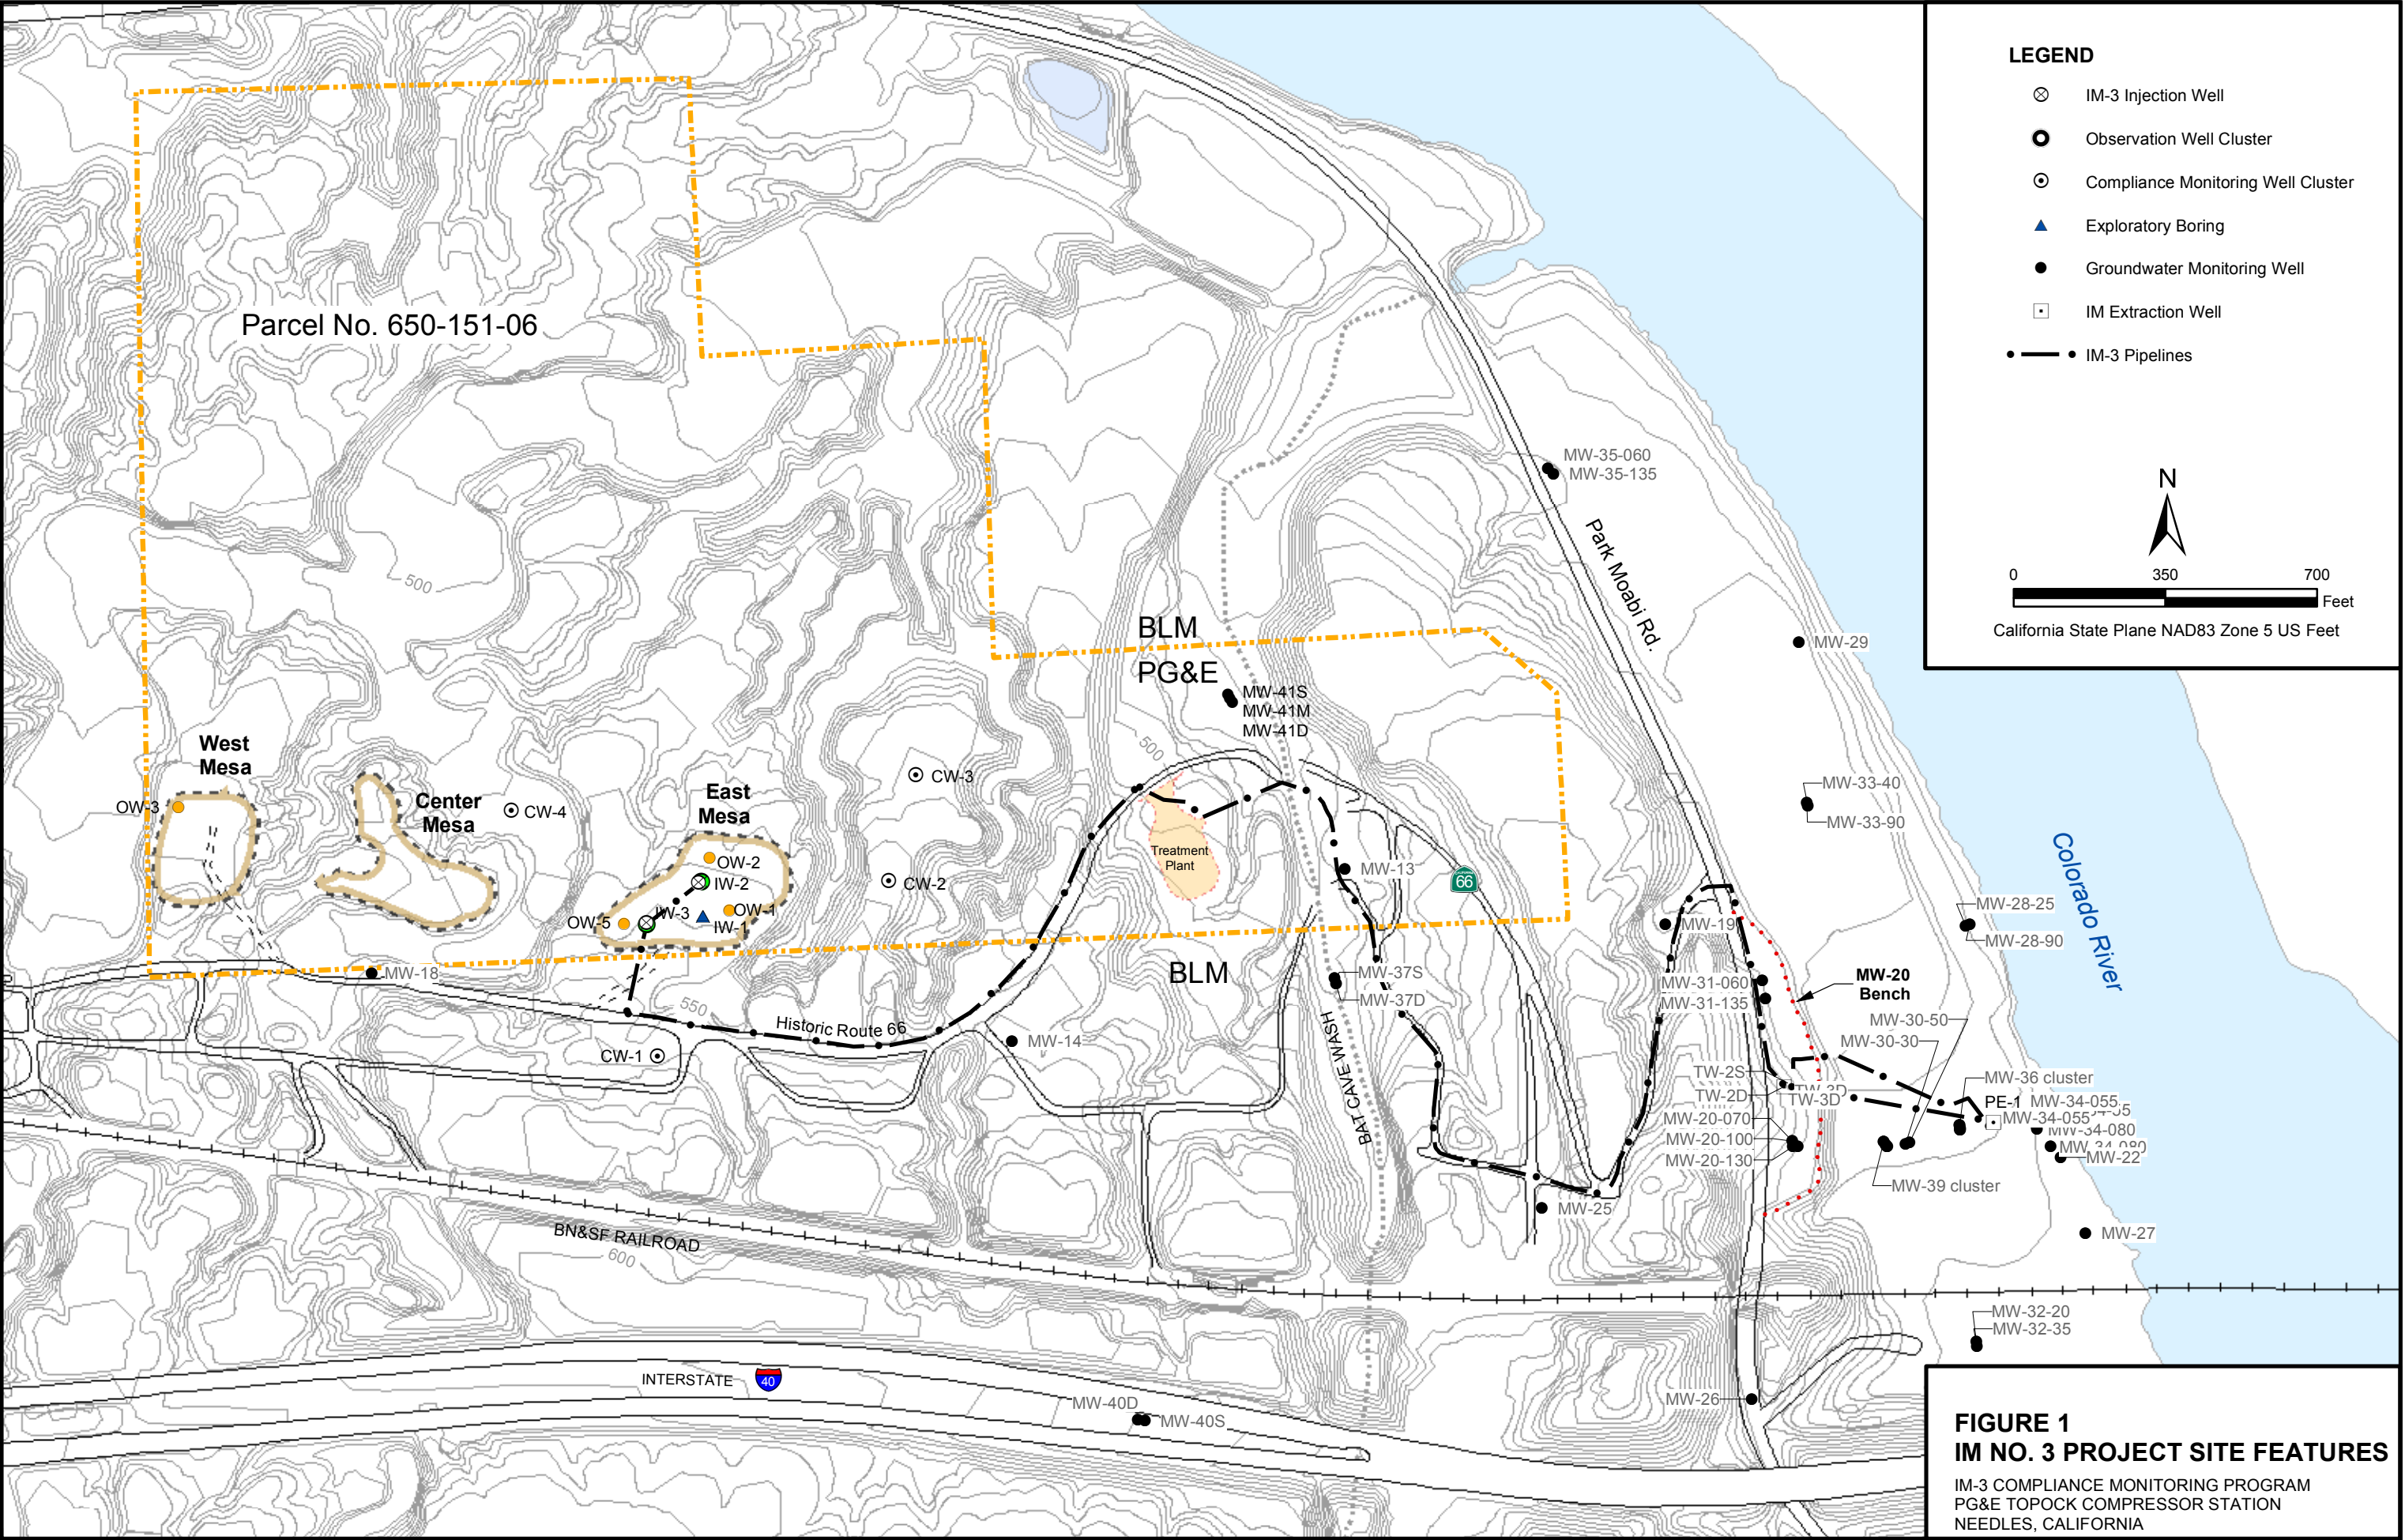 LEGEND
IM-3 Injection Well
Observation Well Cluster
Compliance Monitoring Well Cluster
Exploratory Boring
Groundwater Monitoring Well
IM Extraction Well
IM-3 Pipelines
N
0 350 700
Feet
California State Plane NAD83 Zone 5 US Feet
Parcel No. 650-151-06
MW-35-060
MW-35-135
Park Moabi Rd.
500
BLM
PG&E
MW-29
MW-41S
MW-41M
MW-41D
500
West
Mesa
Center
Mesa
East
Mesa
OW-3
CW-4
CW-3
CW-2
OW-2
IW-2
IW-3
OW-1
OW-5
IW-1
Treatment
Plant
MW-13
66
MW-33-40
MW-33-90
Colorado River
MW-28-25
MW-28-90
MW-19
MW-18
BLM
MW-37S
MW-37D
MW-31-060
MW-31-135
MW-20
Bench
550
Historic Route 66
CW-1
MW-14
BAT CAVE WASH
MW-30-50
MW-30-30
TW-2S
TW-2D
TW-3D
TW-3D
MW-36 cluster
PE-1
MW-34-055
MW-34-055
MW-34-080
MW-34-080
MW-22
MW-20-070
MW-20-100
MW-20-130
MW-39 cluster
MW-25
MW-27
BN&SF RAILROAD
600
MW-32-20
MW-32-35
INTERSTATE
40
MW-40D
MW-40S
MW-26
FIGURE 1
IM NO. 3 PROJECT SITE FEATURES
IM-3 COMPLIANCE MONITORING PROGRAM
PG&E TOPOCK COMPRESSOR STATION
NEEDLES, CALIFORNIA